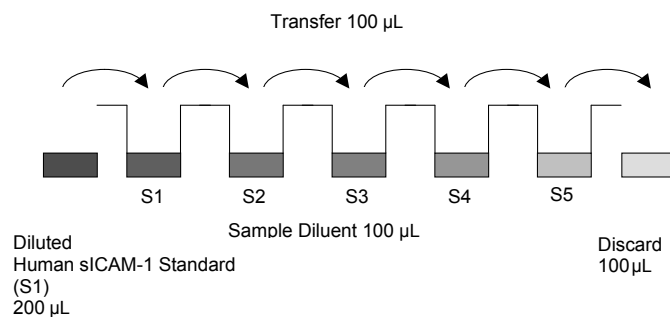 Transfer 100 µL
S1 S2 S3 S4 S5
Sample Diluent 100 µL
Diluted
Human sICAM-1 Standard
(S1)
200 µL
Discard
100µL